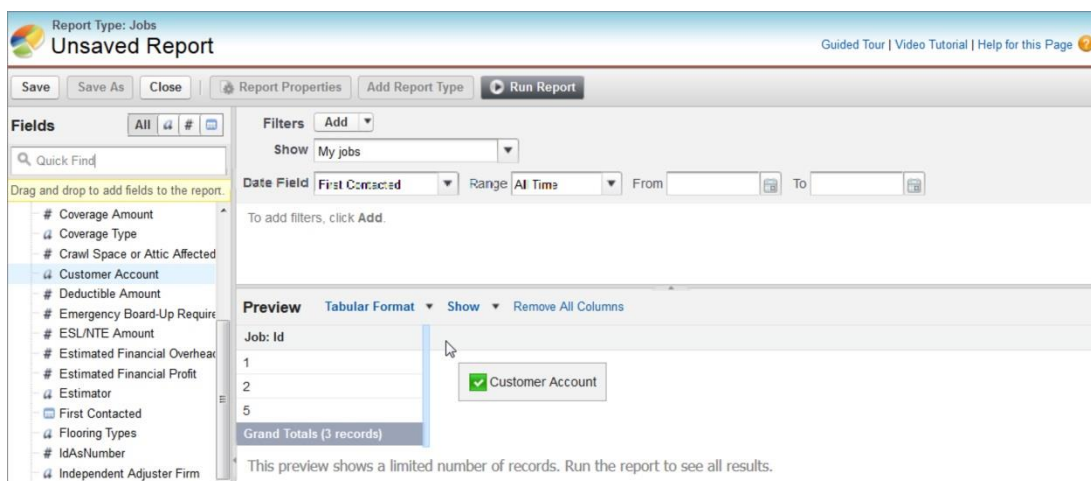 Report Type: Jobs
Unsaved Report
Guided Tour | Video Tutorial | Help for this Page
Save Save As Close Report Properties Add Report Type Run Report
Fields All a # Filters Add
Quick Find Show My jobs
Drag and drop to add fields to the report. Date Field First Contacted Range All Time From To
# Coverage Amount To add filters, click Add.
a Coverage Type
# Crawl Space or Attic Affected
a Customer Account
# Deductible Amount
# Emergency Board-Up Require Preview Tabular Format Show Remove All Columns
# ESL/NTE Amount Job: Id
# Estimated Financial Overhead 1
# Estimated Financial Profit 2 Customer Account
a Estimator
First Contacted 5
a Flooring Types Grand Totals (3 records)
# IdAsNumber
a Independent Adjuster Firm This preview shows a limited number of records. Run the report to see all results.